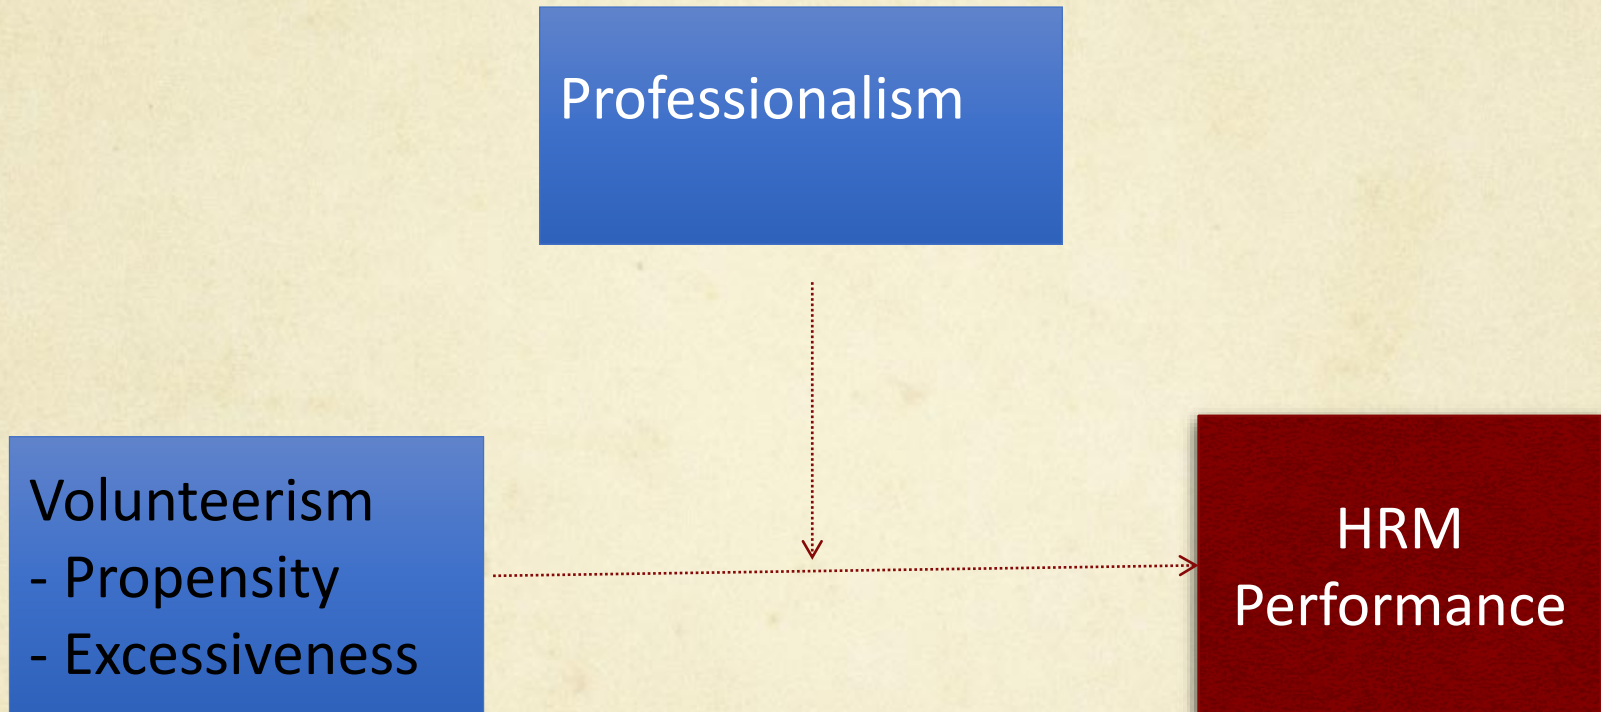 Professionalism
Volunteerism
- Propensity
- Excessiveness
HRM
Performance